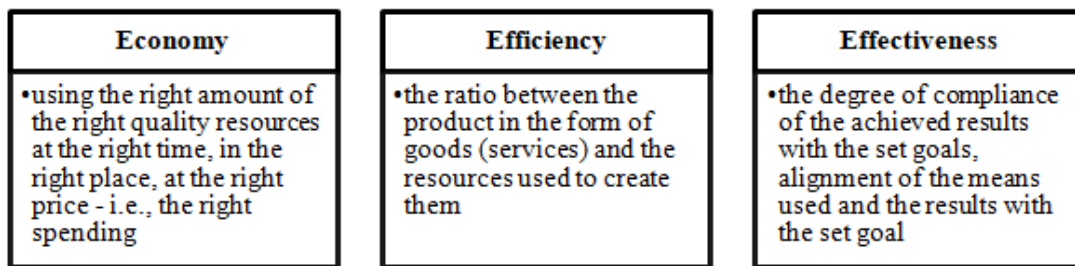 Economy
•using the right amount of
the right quality resources
at the right time, in the
right place, at the right
price - i.e., the right
spending
Efficiency
•the ratio between the
product in the form of
goods (services) and the
resources used to create
them
Effectiveness
•the degree of compliance
of the achieved results
with the set goals,
alignment of the means
used and the results with
the set goal